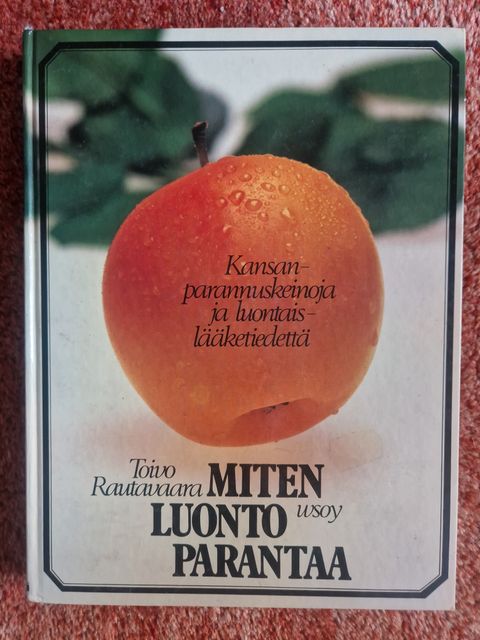 Kansan-
parannuskeinoja
ja luontais-
lääketiedettä
Toivo
Rautavaara MITEN
LUONTO wsoy
PARANTAA